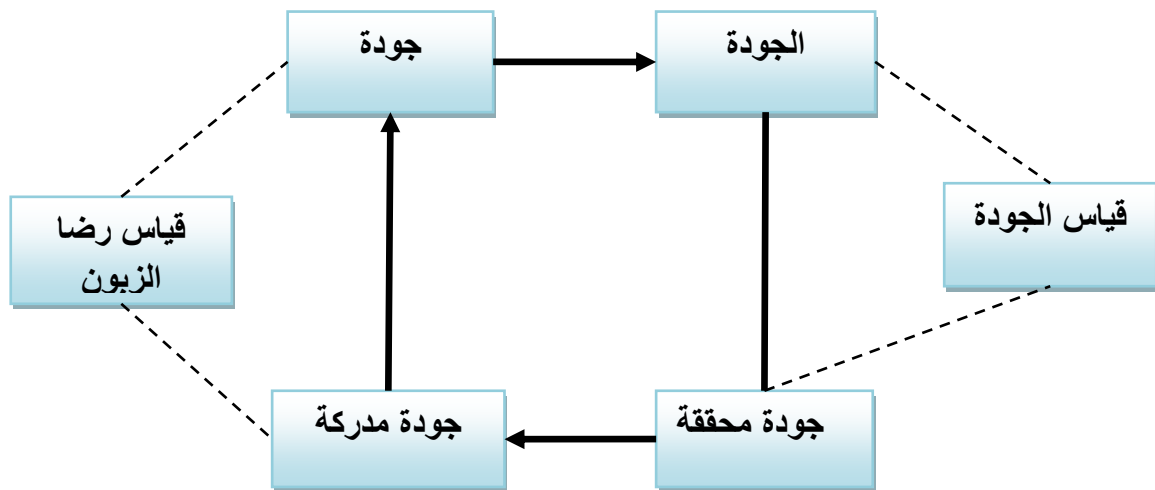 الجودة
جودة
قياس الجودة
قياس رضا
الزبون
جودة محققة
جودة مدركة